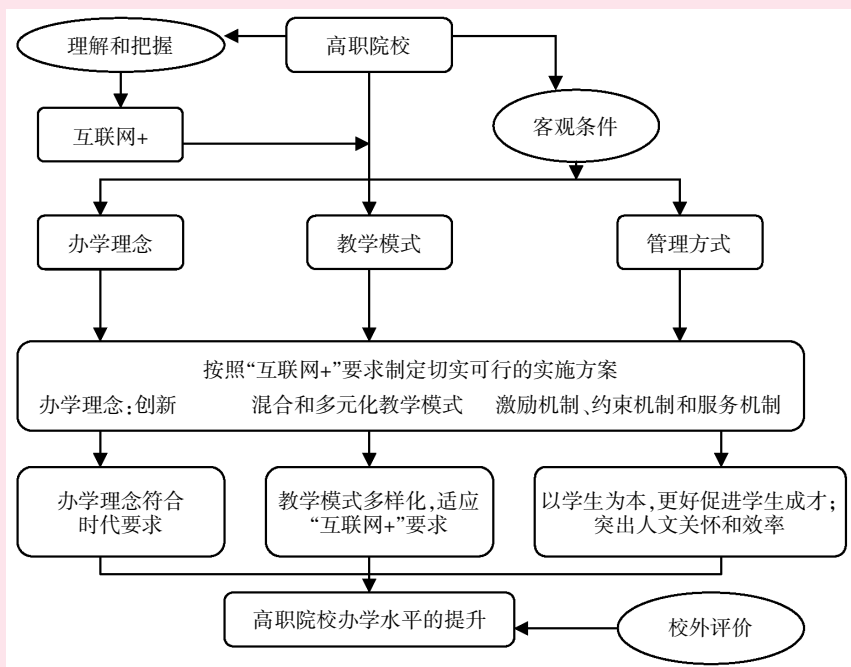 理解和把握
高职院校
互联网+
客观条件
办学理念
教学模式
管理方式
按照“互联网+”要求制定切实可行的实施方案
办学理念:创新 混合和多元化教学模式 激励机制、约束机制和服务机制
办学理念符合
时代要求
教学模式多样化,适应
“互联网+”要求
以学生为本,更好促进学生成才;
突出人文关怀和效率
高职院校办学水平的提升
校外评价